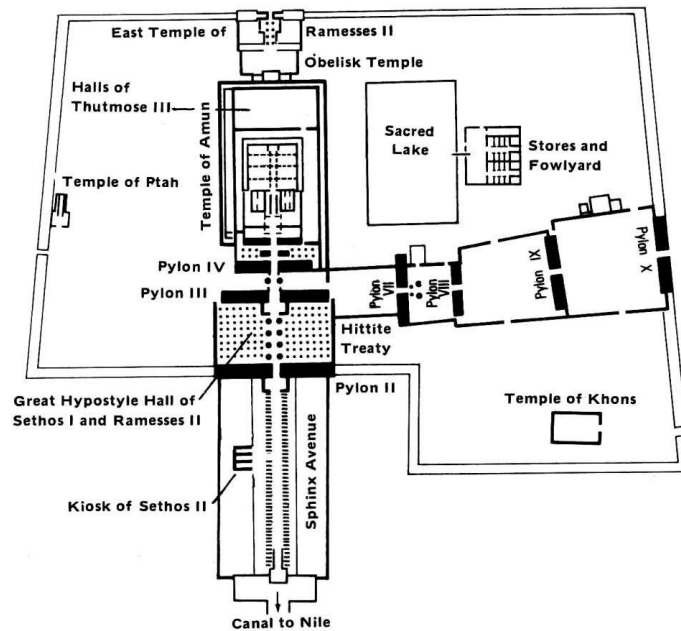 East Temple of
Ramesses II
Obelisk Temple
Halls of
Thutmose III
Temple of Amun
Sacred
Lake
Stores and
Fowlyard
Temple of Ptah
Pylon IV
Pylon III
Pylon VII
Pylon VIII
Pylon IX
Pylon X
Hittite
Treaty
Pylon II
Great Hypostyle Hall of
Sethos I and Ramesses II
Temple of Khons
Kiosk of Sethos II
Sphinx Avenue
Canal to Nile